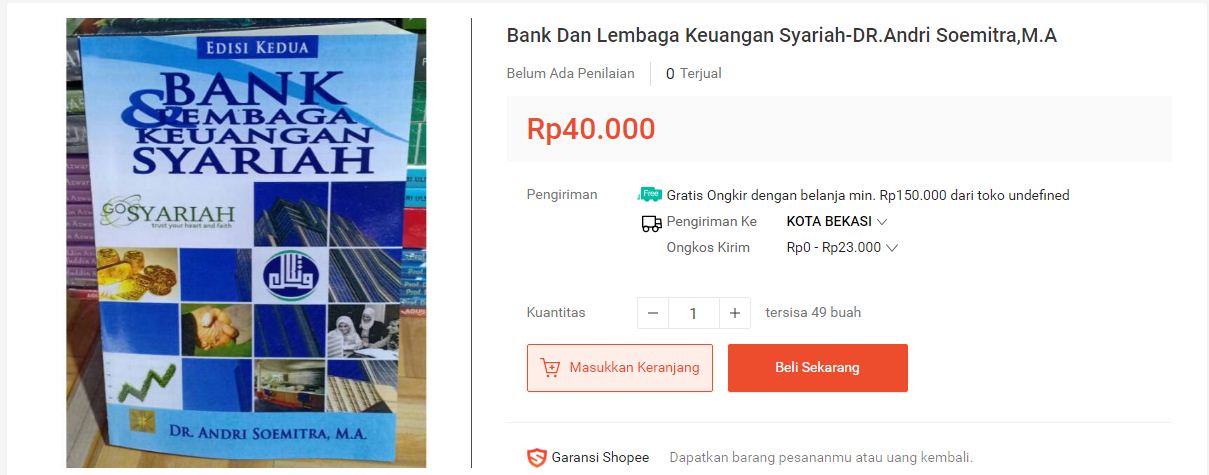 EDISI KEDUA
BANK
& LEMBAGA
KEUANGAN
SYARIAH
GOSYARIAH
trust your heart and faith
DR. ANDRI SOEMITRA, M.A.
Bank Dan Lembaga Keuangan Syariah-DR.Andri Soemitra,M.A
Belum Ada Penilaian 0 Terjual
Rp40.000
Pengiriman Free Gratis Ongkir dengan belanja min. Rp150.000 dari toko undefined
Pengiriman Ke KOTA BEKASI
Ongkos Kirim Rp0 - Rp23.000
Kuantitas − 1 + tersisa 49 buah
Masukkan Keranjang Beli Sekarang
Garansi Shopee Dapatkan barang pesananmu atau uang kembali.